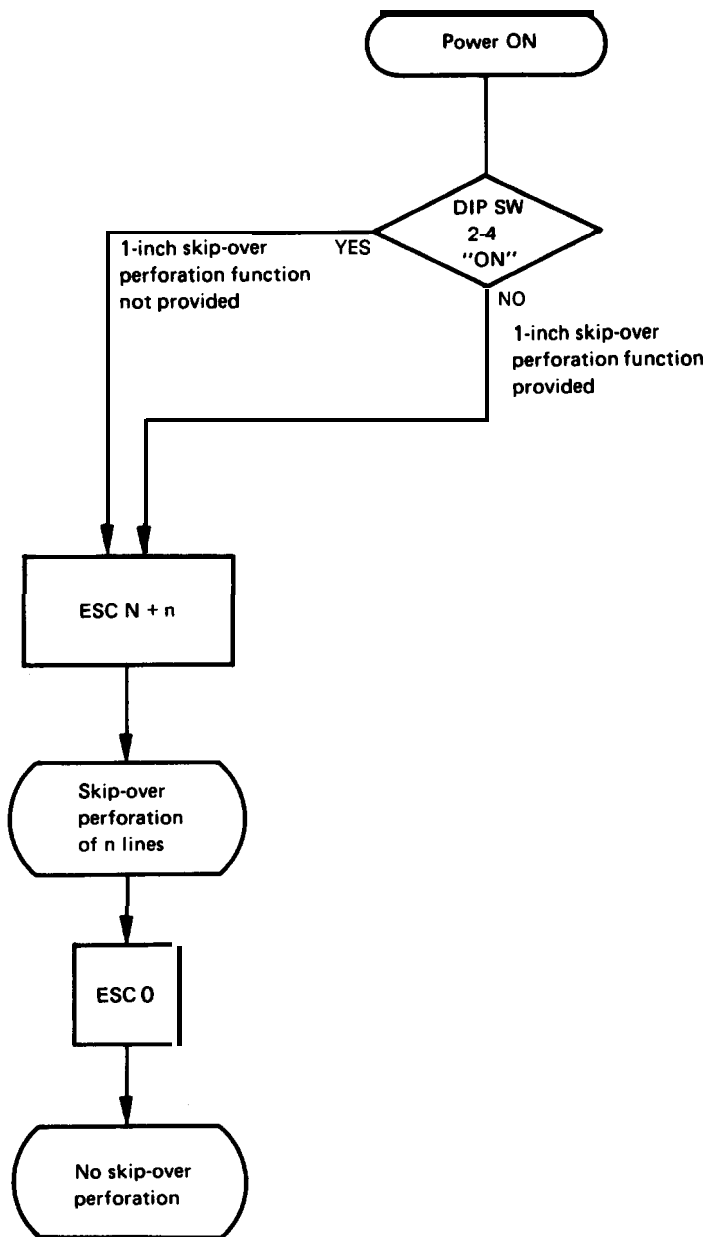 Power ON
DIP SW
2-4
"ON"
YES
1-inch skip-over
perforation function
not provided
NO
1-inch skip-over
perforation function
provided
ESC N + n
Skip-over
perforation
of n lines
ESC 0
No skip-over
perforation